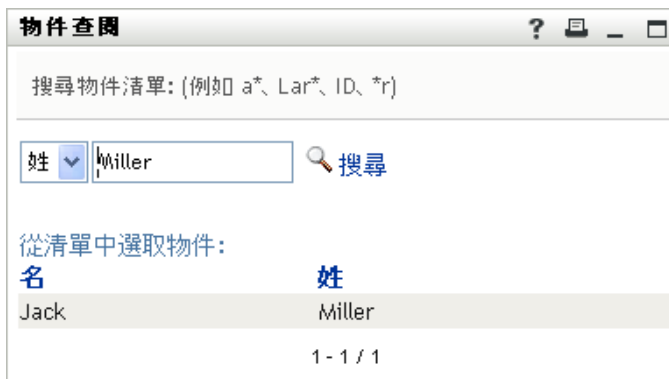 物件查閱 ?
搜尋物件清單: (例如 a*、Lar*、ID、*r)
姓 Miller 搜尋
從清單中選取物件:
名 姓
Jack Miller
1 - 1 / 1